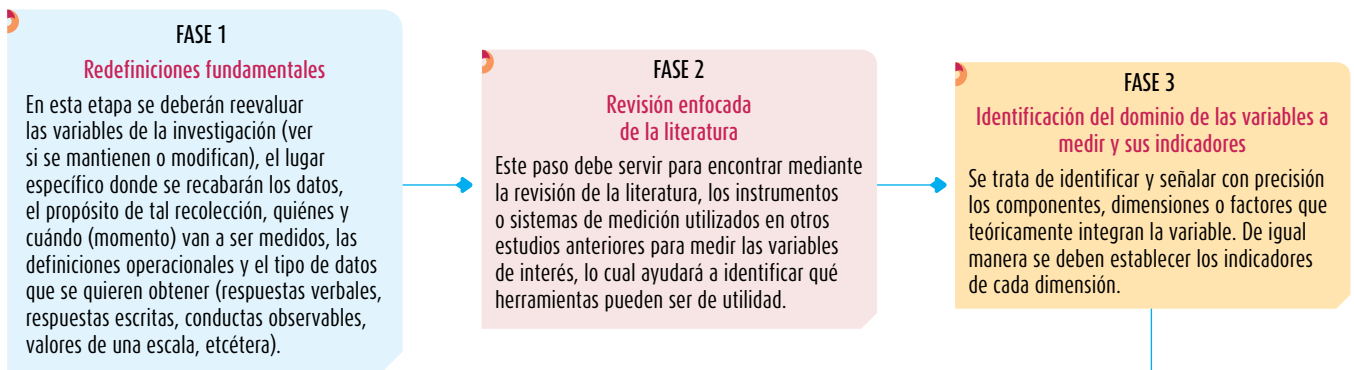 FASE 1
Redefiniciones fundamentales
En esta etapa se deberán reevaluar
las variables de la investigación (ver
si se mantienen o modifican), el lugar
específico donde se recabarán los datos,
el propósito de tal recolección, quiénes y
cuándo (momento) van a ser medidos, las
definiciones operacionales y el tipo de datos
que se quieren obtener (respuestas verbales,
respuestas escritas, conductas observables,
valores de una escala, etcétera).
FASE 2
Revisión enfocada
de la literatura
Este paso debe servir para encontrar mediante
la revisión de la literatura, los instrumentos
o sistemas de medición utilizados en otros
estudios anteriores para medir las variables
de interés, lo cual ayudará a identificar qué
herramientas pueden ser de utilidad.
FASE 3
Identificación del dominio de las variables a
medir y sus indicadores
Se trata de identificar y señalar con precisión
los componentes, dimensiones o factores que
teóricamente integran la variable. De igual
manera se deben establecer los indicadores
de cada dimensión.